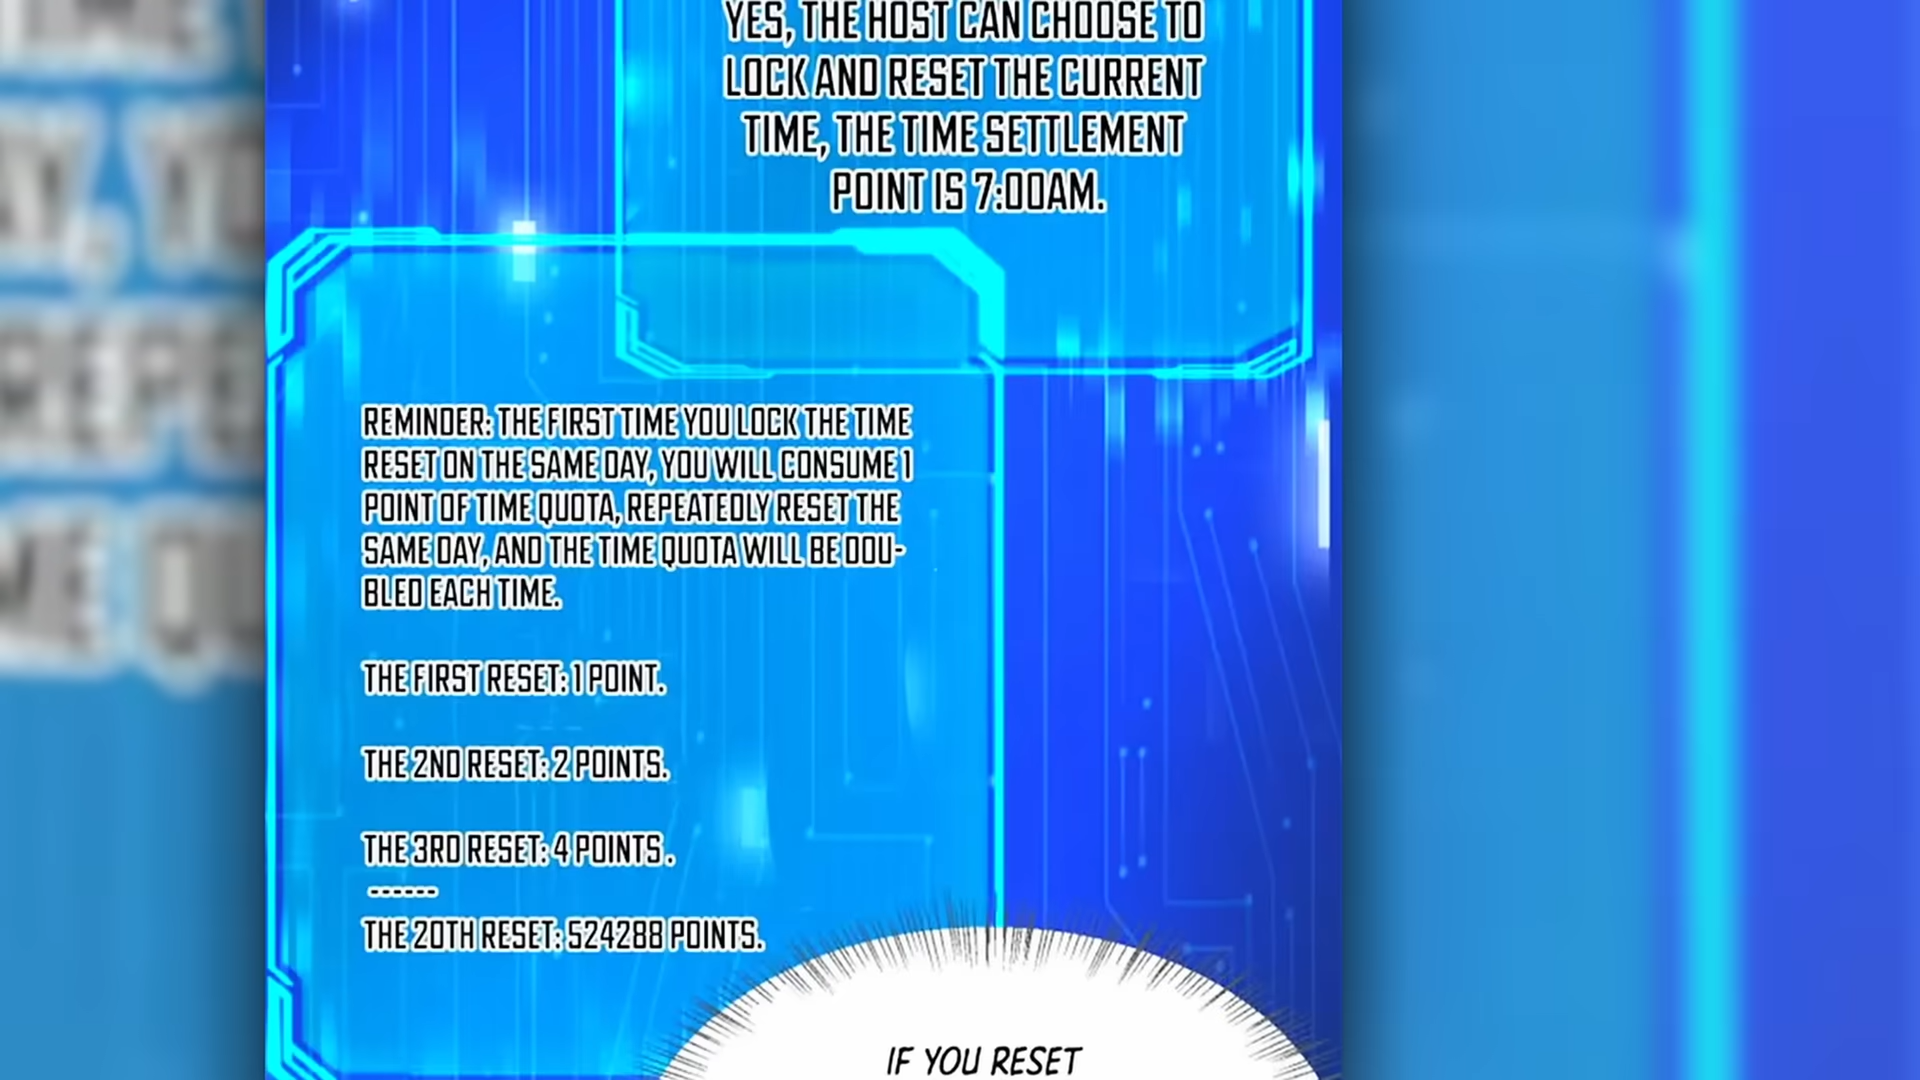 YES, THE HOST CAN CHOOSE TO
LOCK AND RESET THE CURRENT
TIME, THE TIME SETTLEMENT
POINT IS 7:00AM.
REMINDER: THE FIRST TIME YOU LOCK THE TIME
RESET ON THE SAME DAY, YOU WILL CONSUME 1
POINT OF TIME QUOTA, REPEATEDLY RESET THE
SAME DAY, AND THE TIME QUOTA WILL BE DOU-
BLED EACH TIME.
THE FIRST RESET: 1 POINT.
THE 2ND RESET: 2 POINTS.
THE 3RD RESET: 4 POINTS.
------
THE 20TH RESET: 524288 POINTS.
IF YOU RESET